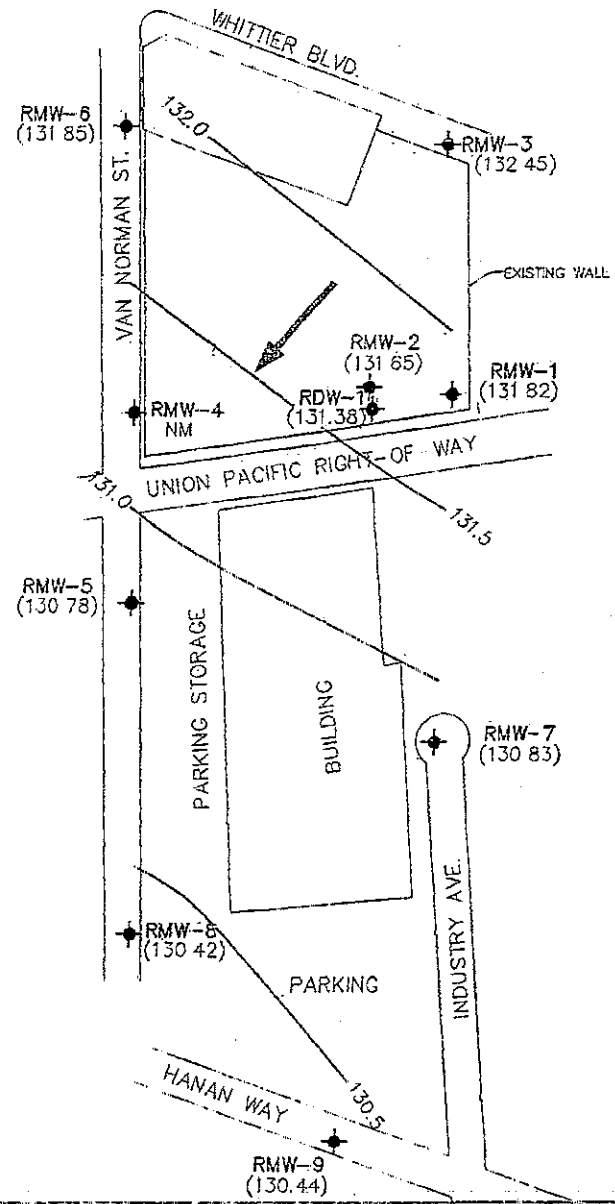 WHITTIER BLVD.
RMW-6
(131 85)
132.0
RMW-3
(132 45)
VAN NORMAN ST.
EXISTING WALL
RMW-2
(131 65)
RMW-1
(131 82)
RDW-1
(131.38)
RMW-4
NM
UNION PACIFIC RIGHT-OF WAY
131.0
131.5
RMW-5
(130 78)
PARKING STORAGE
BUILDING
RMW-7
(130 83)
INDUSTRY AVE.
RMW-8
(130 42)
PARKING
HANAN WAY
130.5
RMW-9
(130.44)